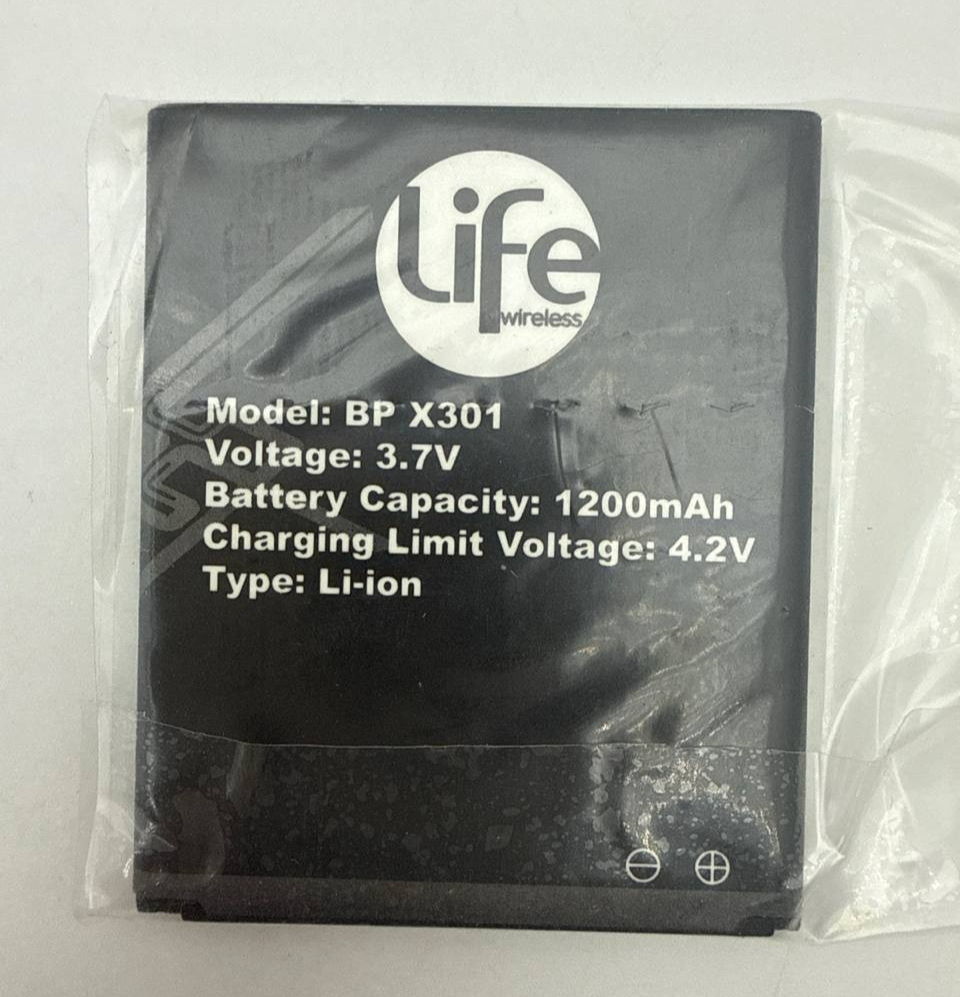 Life
wireless
Model: BP X301
Voltage: 3.7V
Battery Capacity: 1200mAh
Charging Limit Voltage: 4.2V
Type: Li-ion
⊖ ⊕